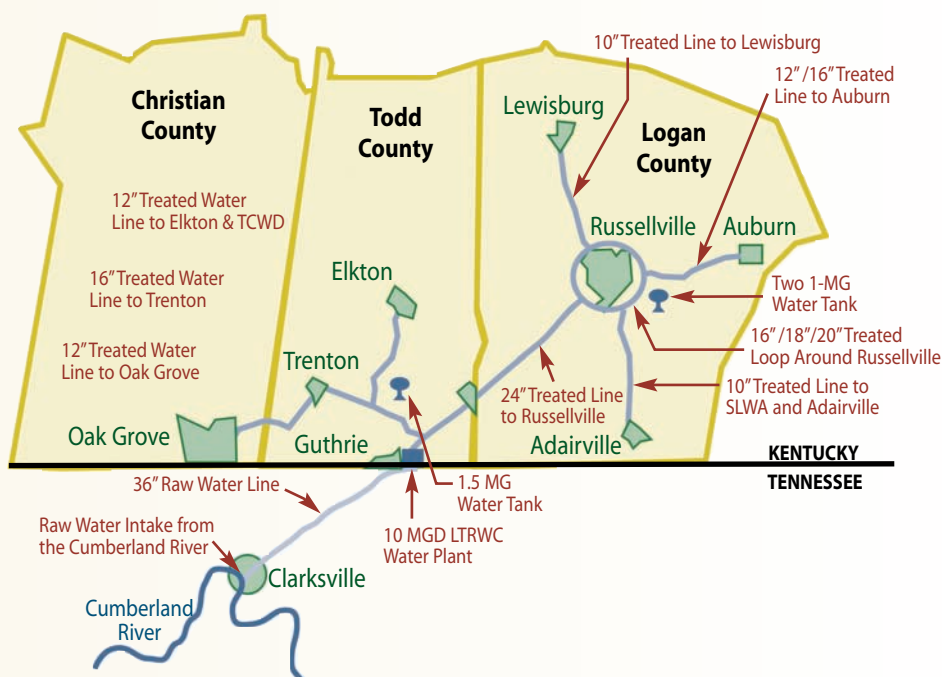 10" Treated Line to Lewisburg
12"/16" Treated
Line to Auburn
Christian
County
Todd
County
Logan
County
Lewisburg
12" Treated Water
Line to Elkton & TCWD
Russellville
Auburn
16" Treated Water
Line to Trenton
Elkton
Two 1-MG
Water Tank
12" Treated Water
Line to Oak Grove
Trenton
16"/18"/20" Treated
Loop Around Russellville
24" Treated Line
to Russellville
10" Treated Line to
SLWA and Adairville
Oak Grove
Guthrie
Adairville
KENTUCKY
TENNESSEE
36" Raw Water Line
1.5 MG
Water Tank
Raw Water Intake from
the Cumberland River
10 MGD LTRWC
Water Plant
Clarksville
Cumberland
River